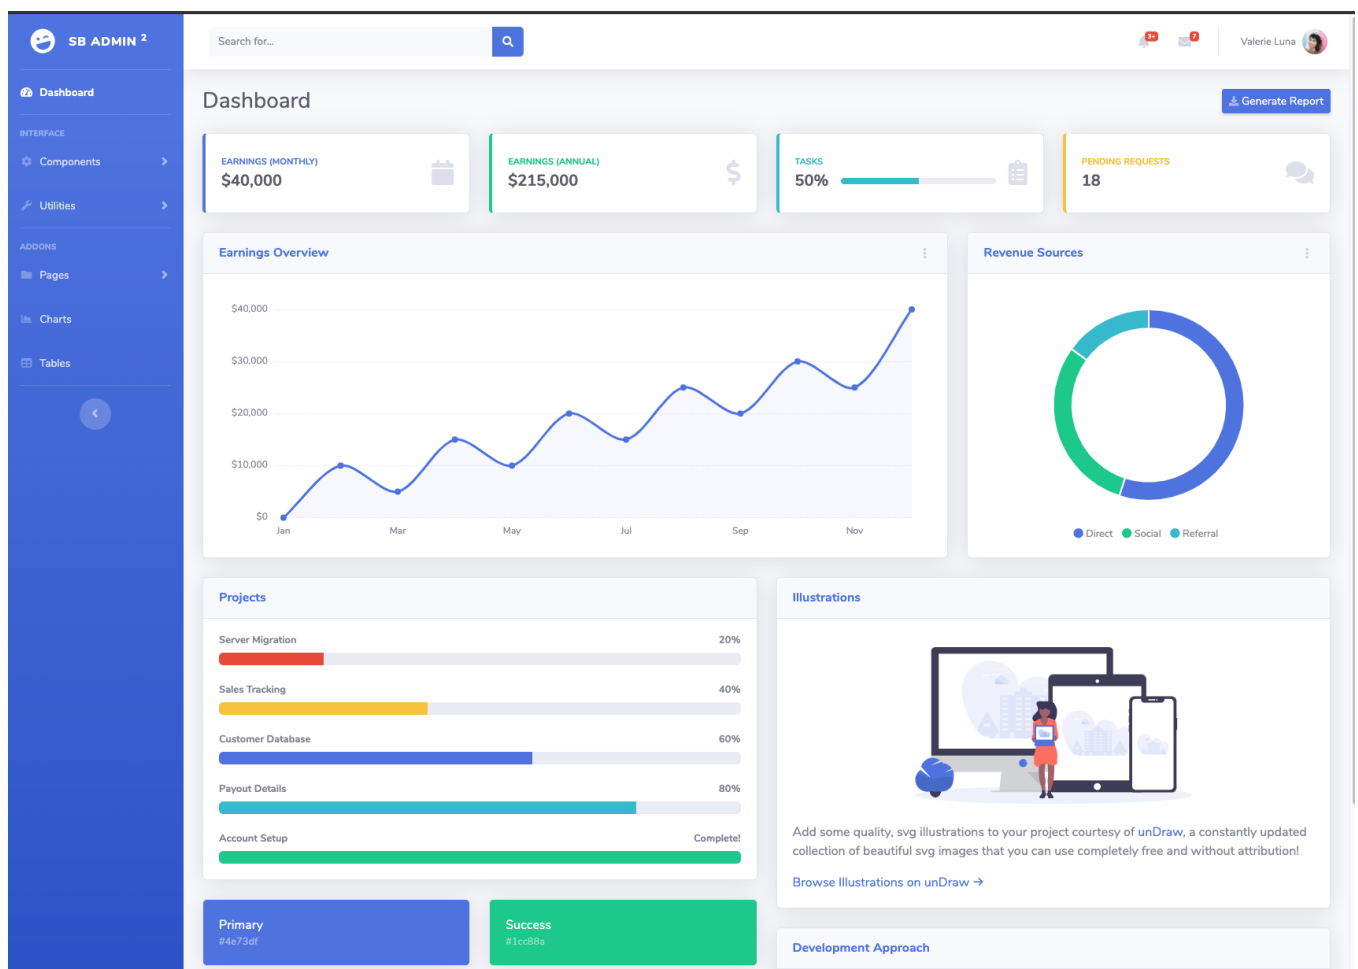 SB ADMIN 2
Search for...
3+
7
Valerie Luna
Dashboard
INTERFACE
Components
Utilities
ADDONS
Pages
Charts
Tables
Dashboard
Generate Report
EARNINGS (MONTHLY)
$40,000
EARNINGS (ANNUAL)
$215,000
TASKS
50%
PENDING REQUESTS
18
Earnings Overview
$40,000
$30,000
$20,000
$10,000
$0
Jan Mar May Jul Sep Nov
Revenue Sources
Direct Social Referral
Projects
Server Migration 20%
Sales Tracking 40%
Customer Database 60%
Payout Details 80%
Account Setup Complete!
Illustrations
Add some quality, svg illustrations to your project courtesy of unDraw, a constantly updated
collection of beautiful svg images that you can use completely free and without attribution!
Browse Illustrations on unDraw →
Primary
#4e73df
Success
#1cc88a
Development Approach